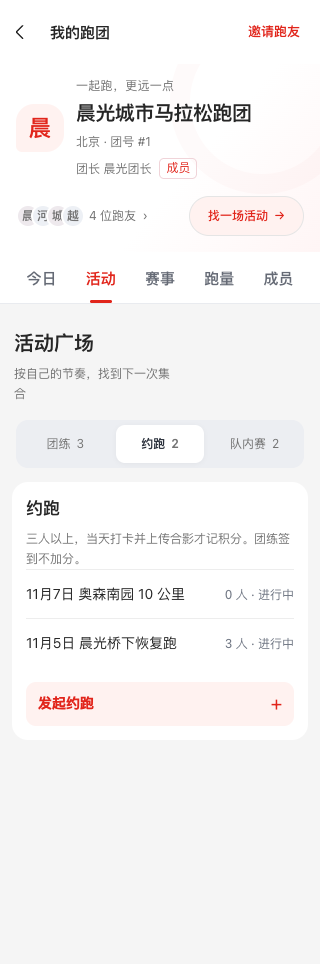 我的跑团
邀请跑友
一起跑，更远一点
晨
晨光城市马拉松跑团
北京 · 团号 #1
团长 晨光团长 成员
晨 河 城 越 4 位跑友 ›
找一场活动 →
今日 活动 赛事 跑量 成员
活动广场
按自己的节奏，找到下一次集
合
团练 3 约跑 2 队内赛 2
约跑
三人以上，当天打卡并上传合影才记积分。团练签
到不加分。
11月7日 奥森南园 10 公里 0 人 · 进行中
11月5日 晨光桥下恢复跑 3 人 · 进行中
发起约跑 +